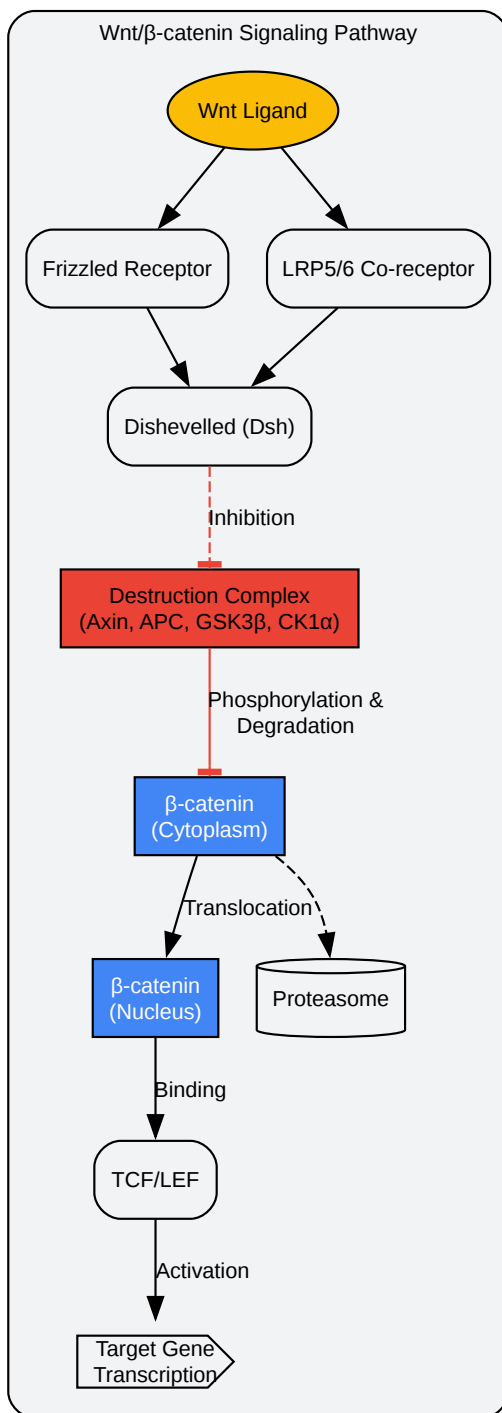 Wnt/β-catenin Signaling Pathway
Wnt Ligand
Frizzled Receptor
LRP5/6 Co-receptor
Dishevelled (Dsh)
Inhibition
Destruction Complex
(Axin, APC, GSK3β, CK1α)
Phosphorylation &
Degradation
β-catenin
(Cytoplasm)
Translocation
β-catenin
(Nucleus)
Proteasome
Binding
TCF/LEF
Activation
Target Gene
Transcription